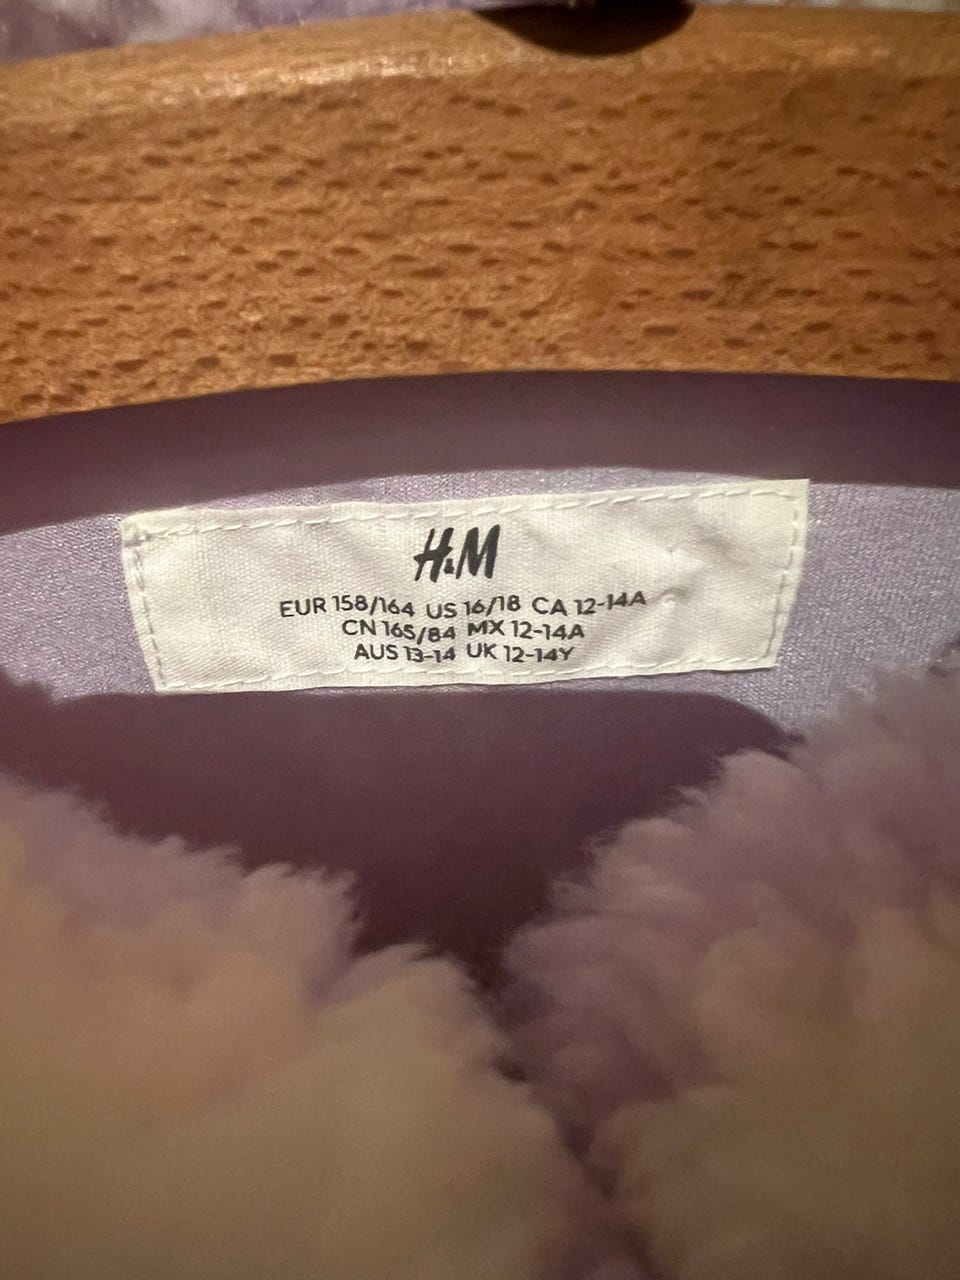 H&M
EUR 158/164 US 16/18 CA 12-14A
CN 165/84 MX 12-14A
AUS 13-14 UK 12-14Y